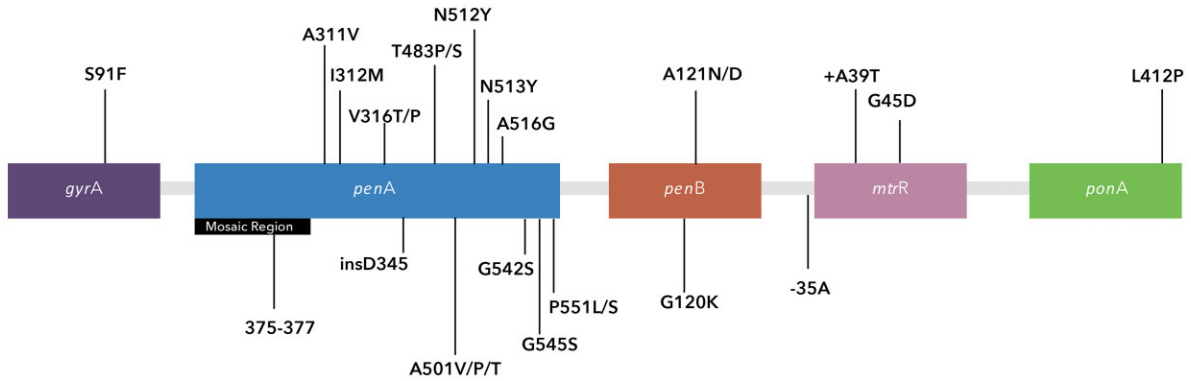 N512Y
A311V
T483P/S
S91F
I312M
N513Y
A121N/D
+A39T
L412P
V316T/P
A516G
G45D
gyrA
penA
penB
mtrR
ponA
Mosaic Region
insD345
G542S
-35A
375-377
P551L/S
G120K
G545S
A501V/P/T